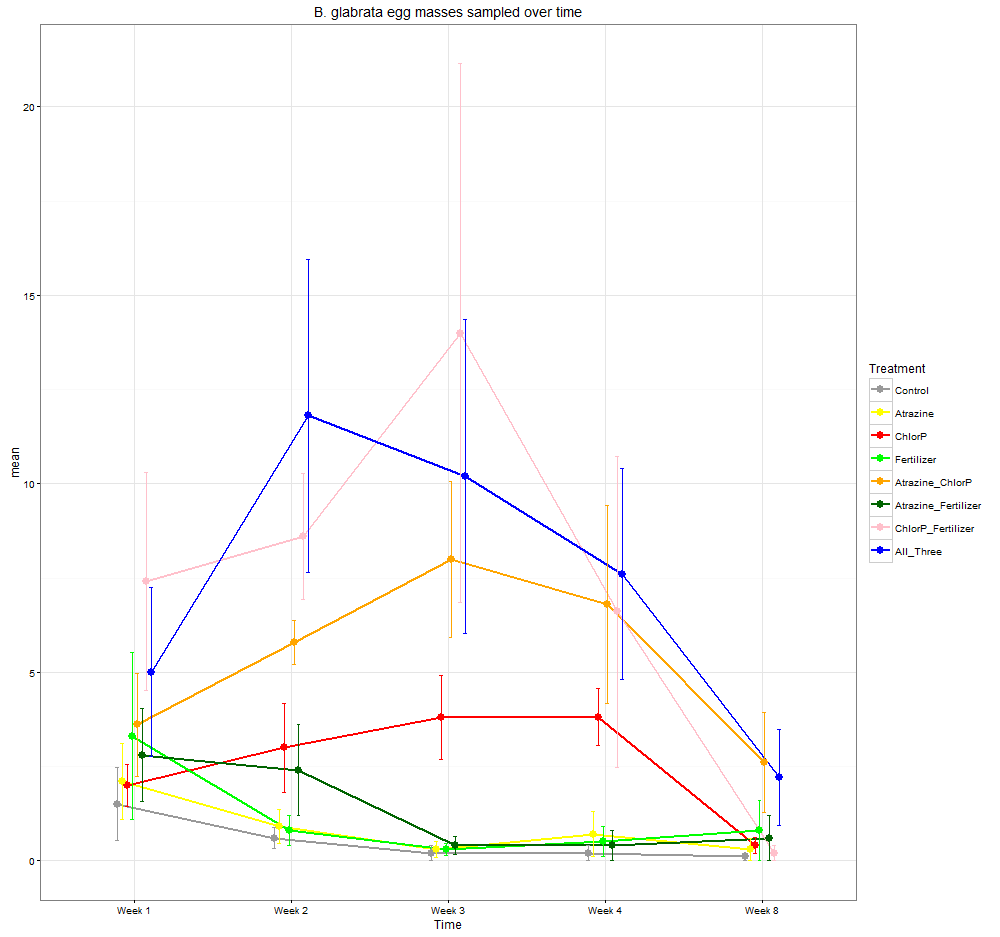 B. glabrata egg masses sampled over time
mean
20
15
10
5
0
Week 1
Week 2
Week 3
Week 4
Week 8
Time
Treatment
Control
Atrazine
ChlorP
Fertilizer
Atrazine_ChlorP
Atrazine_Fertilizer
ChlorP_Fertilizer
All_Three